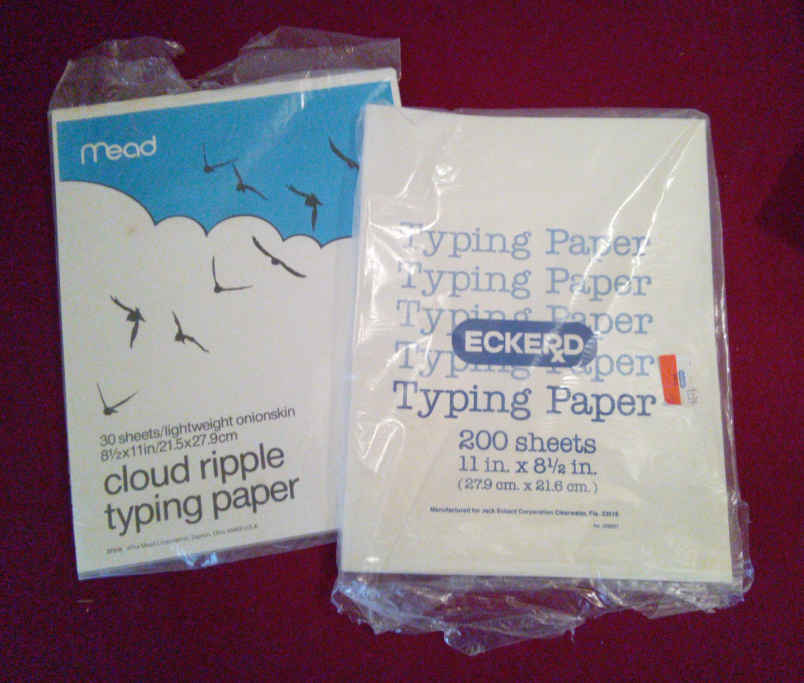 mead
30 sheets/lightweight onionskin
8½x11in/21.5x27.9cm
cloud ripple
typing paper
Typing Paper
Typing Paper
Typing Paper
ECKERD
Typing Paper
Typing Paper
200 sheets
11 in. x 8½ in.
(27.9 cm. x 21.6 cm.)
Manufactured for Jack Eckerd Corporation Clearwater, Fla. 33518